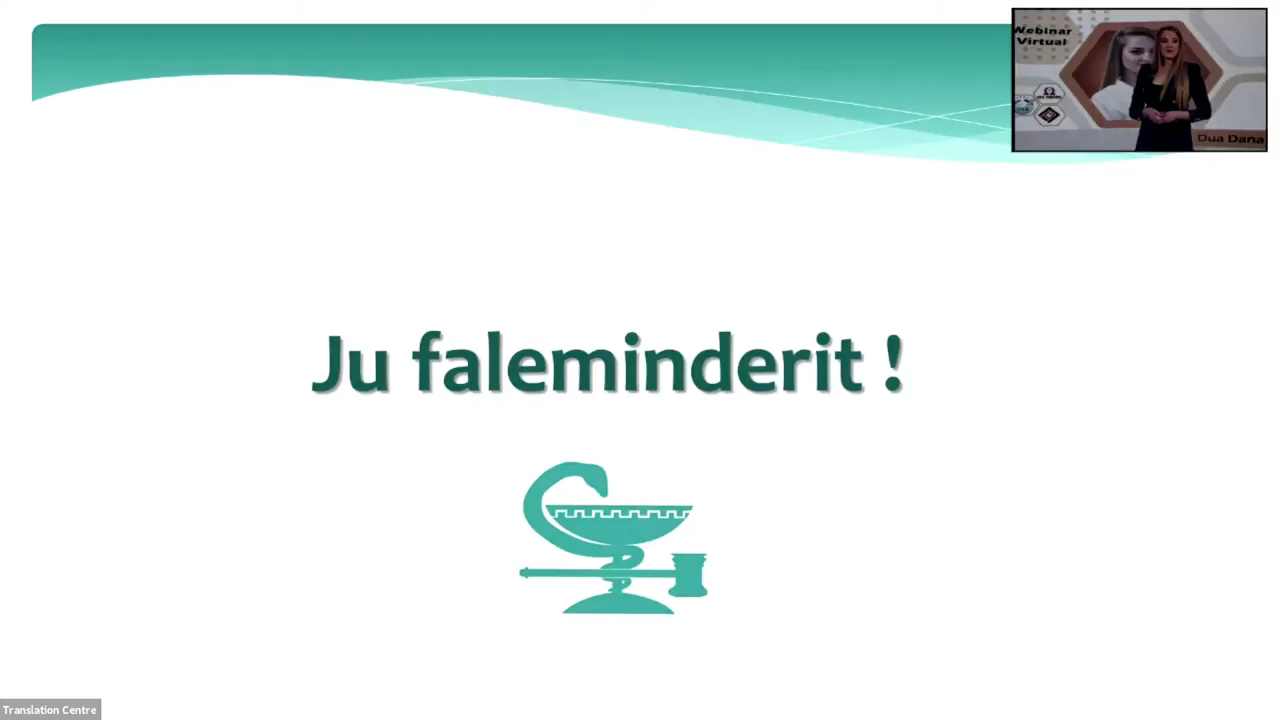 Webinar
Virtual
Dua Dana
Ju faleminderit !
Translation Centre